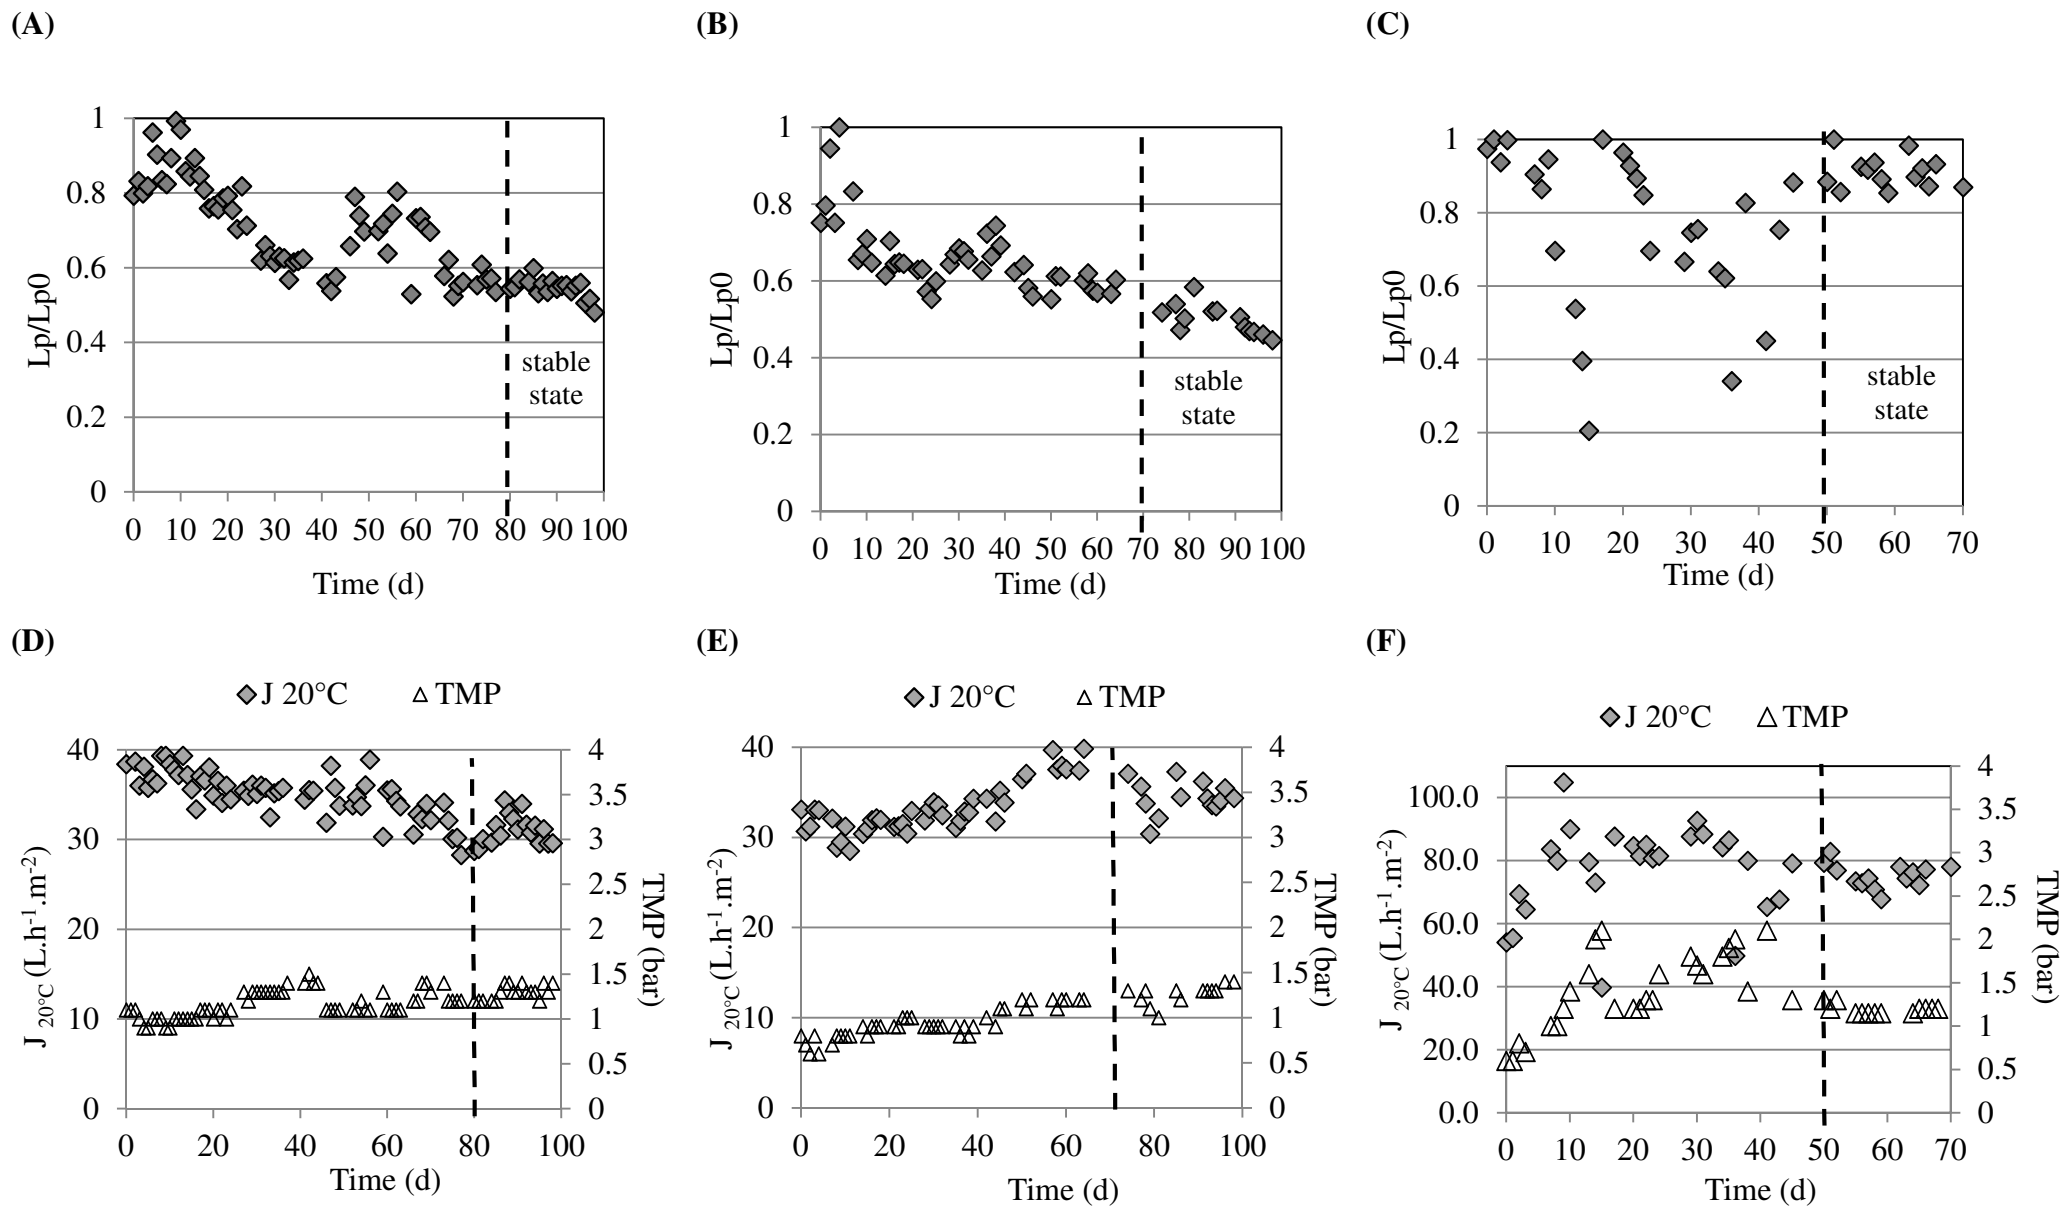 (A)
1
0.8
0.6
0.4
0.2
0
Lp/Lp0
0 10 20 30 40 50 60 70 80 90 100
Time (d)
stable
state
(B)
1
0.8
0.6
0.4
0.2
0
Lp/Lp0
0 10 20 30 40 50 60 70 80 90 100
Time (d)
stable
state
(C)
1
0.8
0.6
0.4
0.2
0
Lp/Lp0
0 10 20 30 40 50 60 70
Time (d)
stable
state
(D)
J 20°C TMP
40
30
20
10
0
J 20°C (L.h-1.m-2)
4
3.5
3
2.5
2
1.5
1
0.5
0
TMP (bar)
0 20 40 60 80 100
Time (d)
(E)
J 20°C TMP
40
30
20
10
0
J 20°C (L.h-1.m-2)
4
3.5
3
2.5
2
1.5
1
0.5
0
TMP (bar)
0 20 40 60 80 100
Time (d)
(F)
J 20°C TMP
100.0
80.0
60.0
40.0
20.0
0.0
J 20°C (L.h-1.m-2)
4
3.5
3
2.5
2
1.5
1
0.5
0
TMP (bar)
0 10 20 30 40 50 60 70
Time (d)